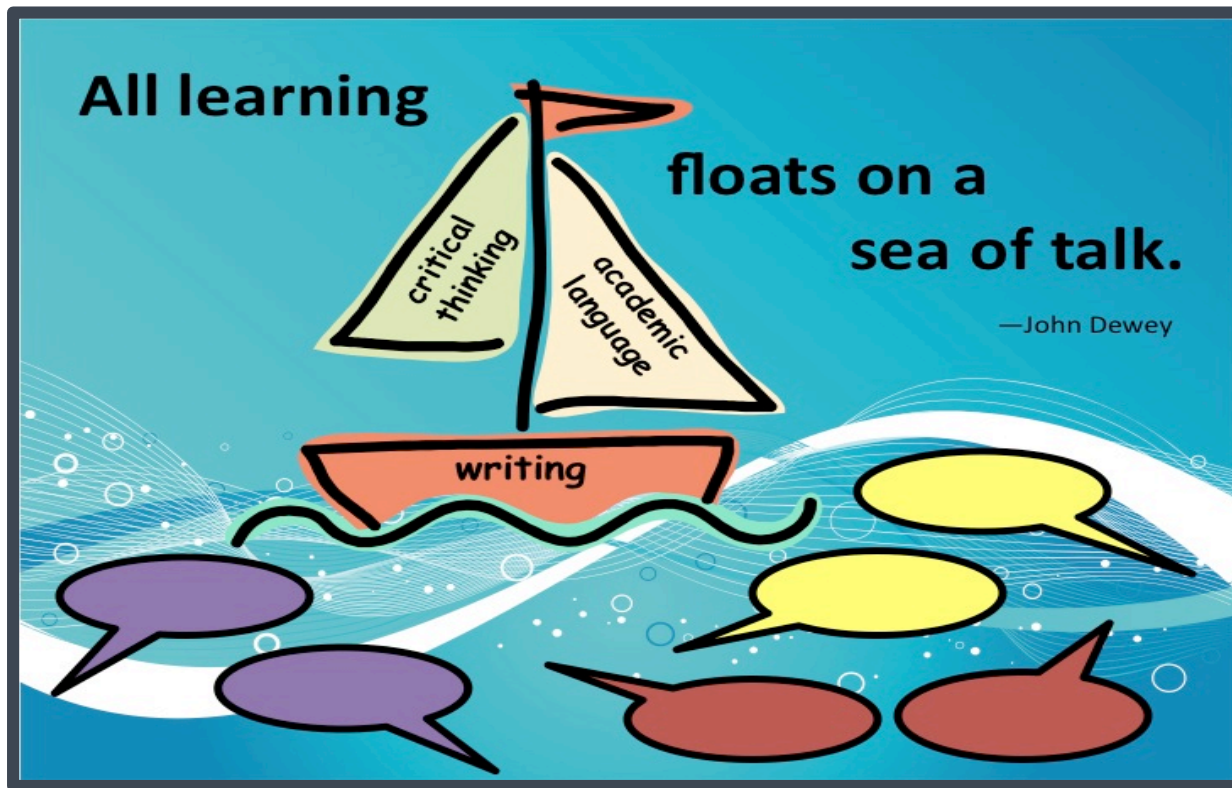 All learning
floats on a
sea of talk.
—John Dewey
critical
thinking
academic
language
writing